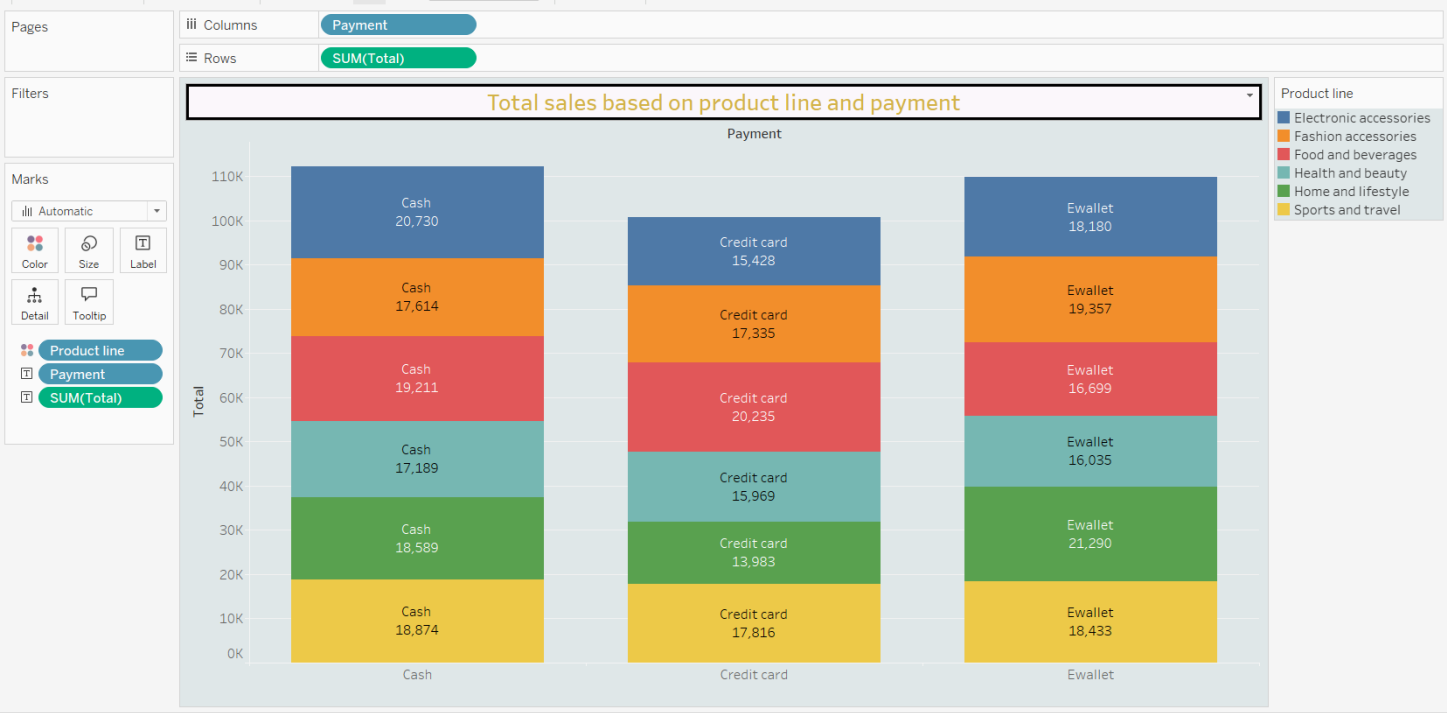 Pages
Columns
Payment
Rows
SUM(Total)
Filters
Marks
Automatic
Color
Size
Label
Detail
Tooltip
Product line
Payment
SUM(Total)
Total sales based on product line and payment
Payment
Total
110K
100K
90K
80K
70K
60K
50K
40K
30K
20K
10K
0K
Cash
20,730
Cash
17,614
Cash
19,211
Cash
17,189
Cash
18,589
Cash
18,874
Credit card
15,428
Credit card
17,335
Credit card
20,235
Credit card
15,969
Credit card
13,983
Credit card
17,816
Ewallet
18,180
Ewallet
19,357
Ewallet
16,699
Ewallet
16,035
Ewallet
21,290
Ewallet
18,433
Cash
Credit card
Ewallet
Product line
Electronic accessories
Fashion accessories
Food and beverages
Health and beauty
Home and lifestyle
Sports and travel